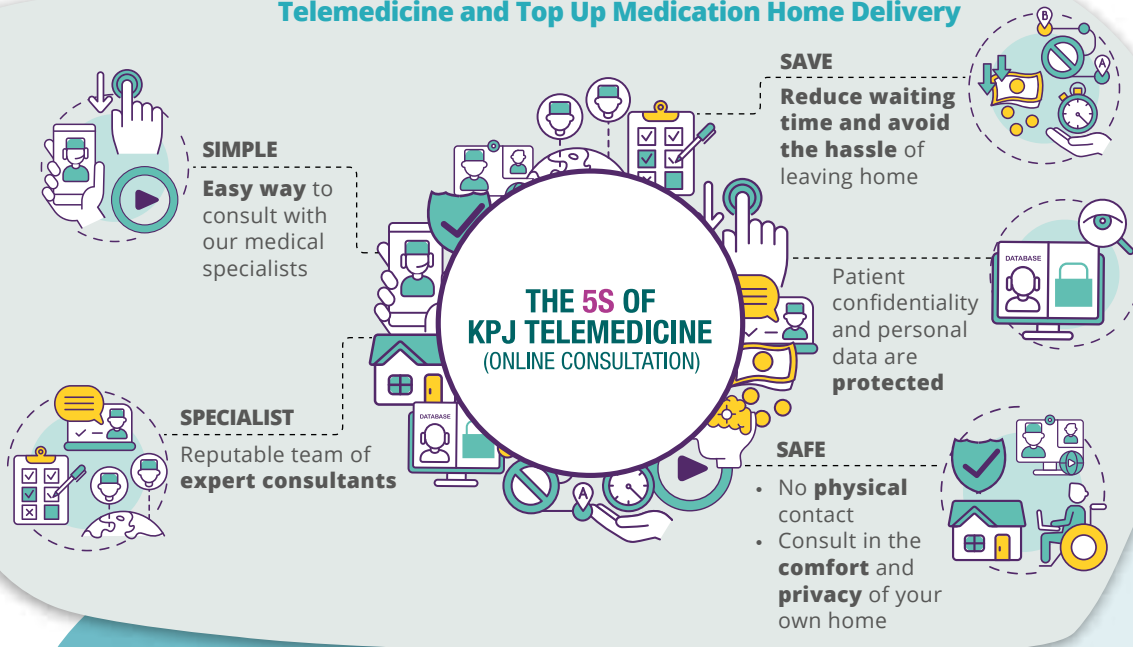 Telemedicine and Top Up Medication Home Delivery
SIMPLE
Easy way to
consult with
our medical
specialists
SPECIALIST
Reputable team of
expert consultants
THE 5S OF
KPJ TELEMEDICINE
(ONLINE CONSULTATION)
DATABASE
A
SAVE
Reduce waiting
time and avoid
the hassle of
leaving home
B
A
Patient
confidentiality
and personal
data are
protected
DATABASE
SAFE
• No physical
contact
• Consult in the
comfort and
privacy of your
own home